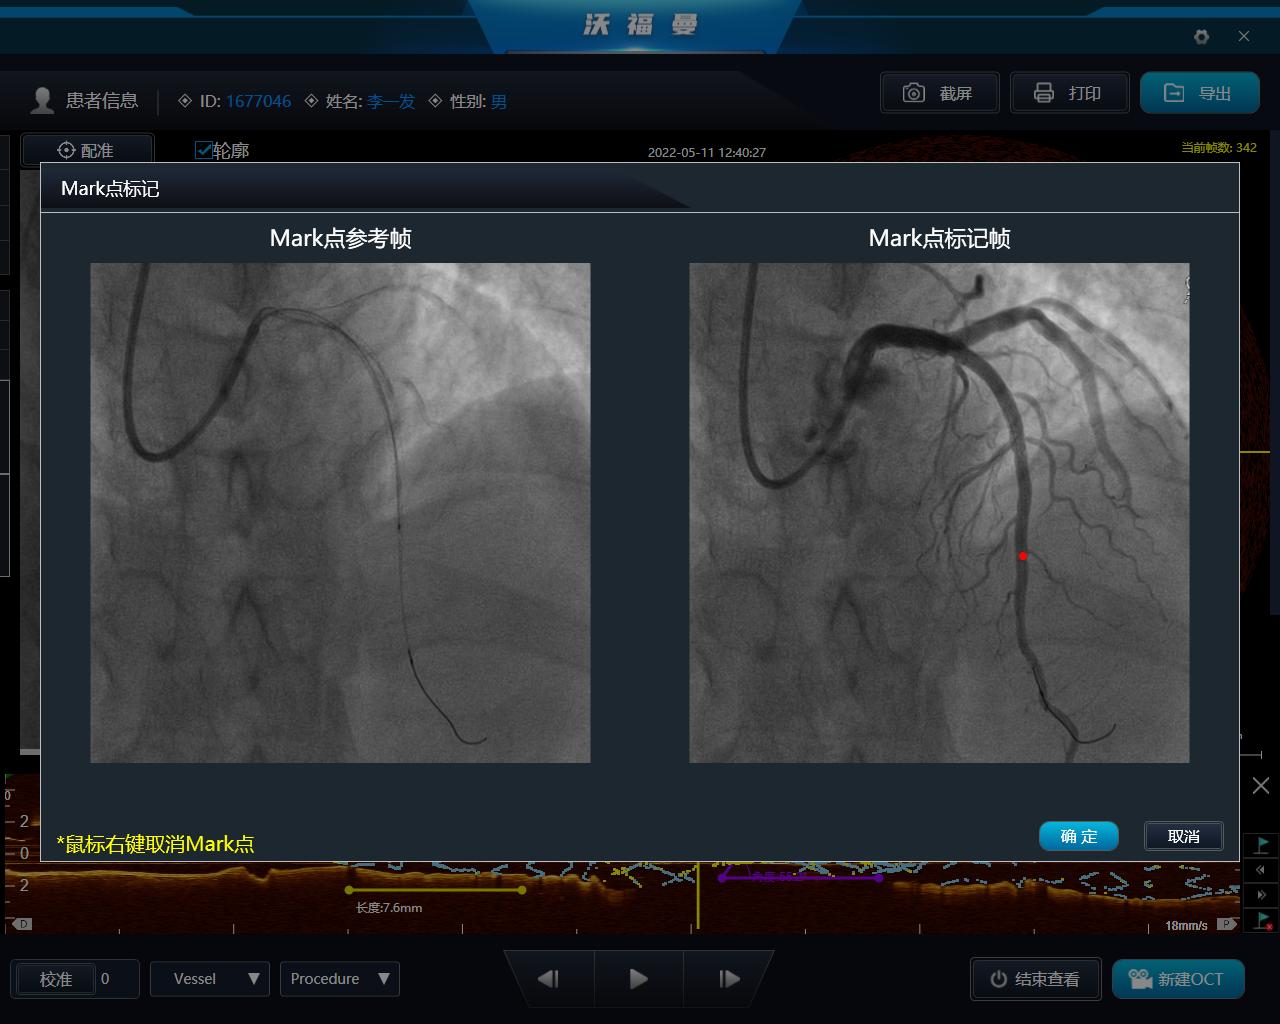 沃福曼
患者信息 ID: 1677046 姓名: 李一发 性别: 男 截屏 打印 导出
配准 轮廓 2022-05-11 12:40:27 当前帧数: 342
Mark点标记
Mark点参考帧 Mark点标记帧
*鼠标右键取消Mark点 确定 取消
0
2
0
2
长度:7.6mm
D 18mm/s P
校准 0 Vessel Procedure 结束查看 新建OCT